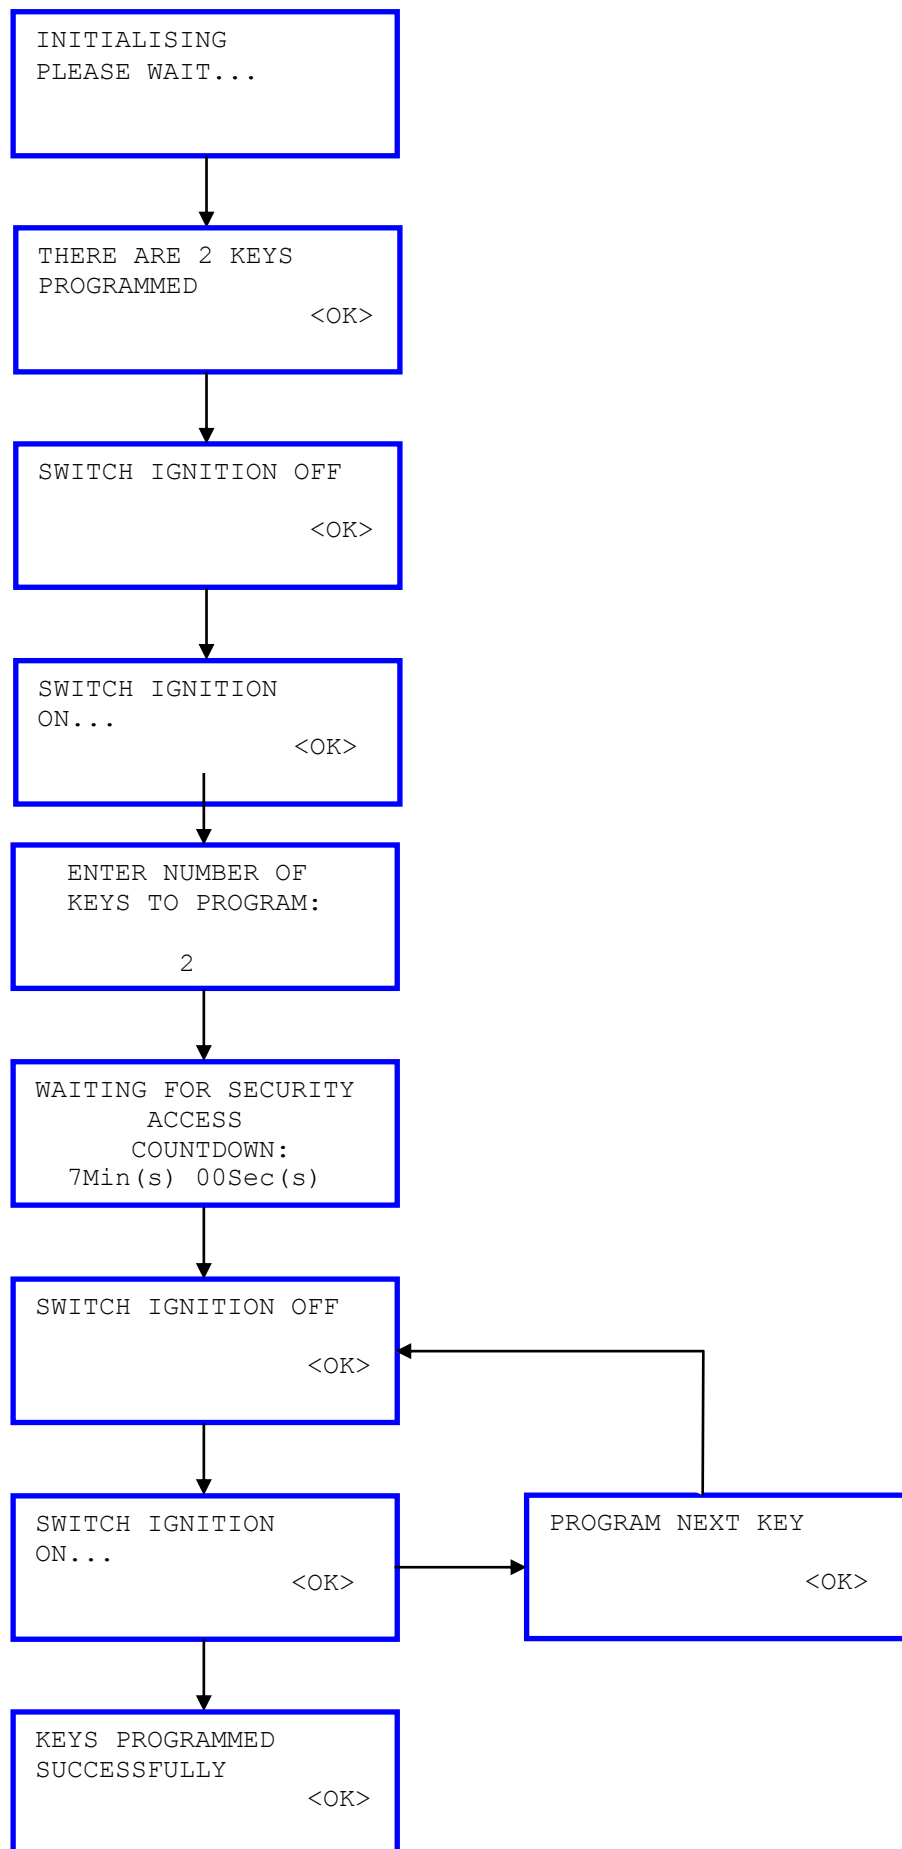 INITIALISING
PLEASE WAIT...
THERE ARE 2 KEYS
PROGRAMMED
<OK>
SWITCH IGNITION OFF
<OK>
SWITCH IGNITION
ON...
<OK>
ENTER NUMBER OF
KEYS TO PROGRAM:
2
WAITING FOR SECURITY
ACCESS
COUNTDOWN:
7Min(s) 00Sec(s)
SWITCH IGNITION OFF
<OK>
SWITCH IGNITION
ON...
<OK>
PROGRAM NEXT KEY
<OK>
KEYS PROGRAMMED
SUCCESSFULLY
<OK>